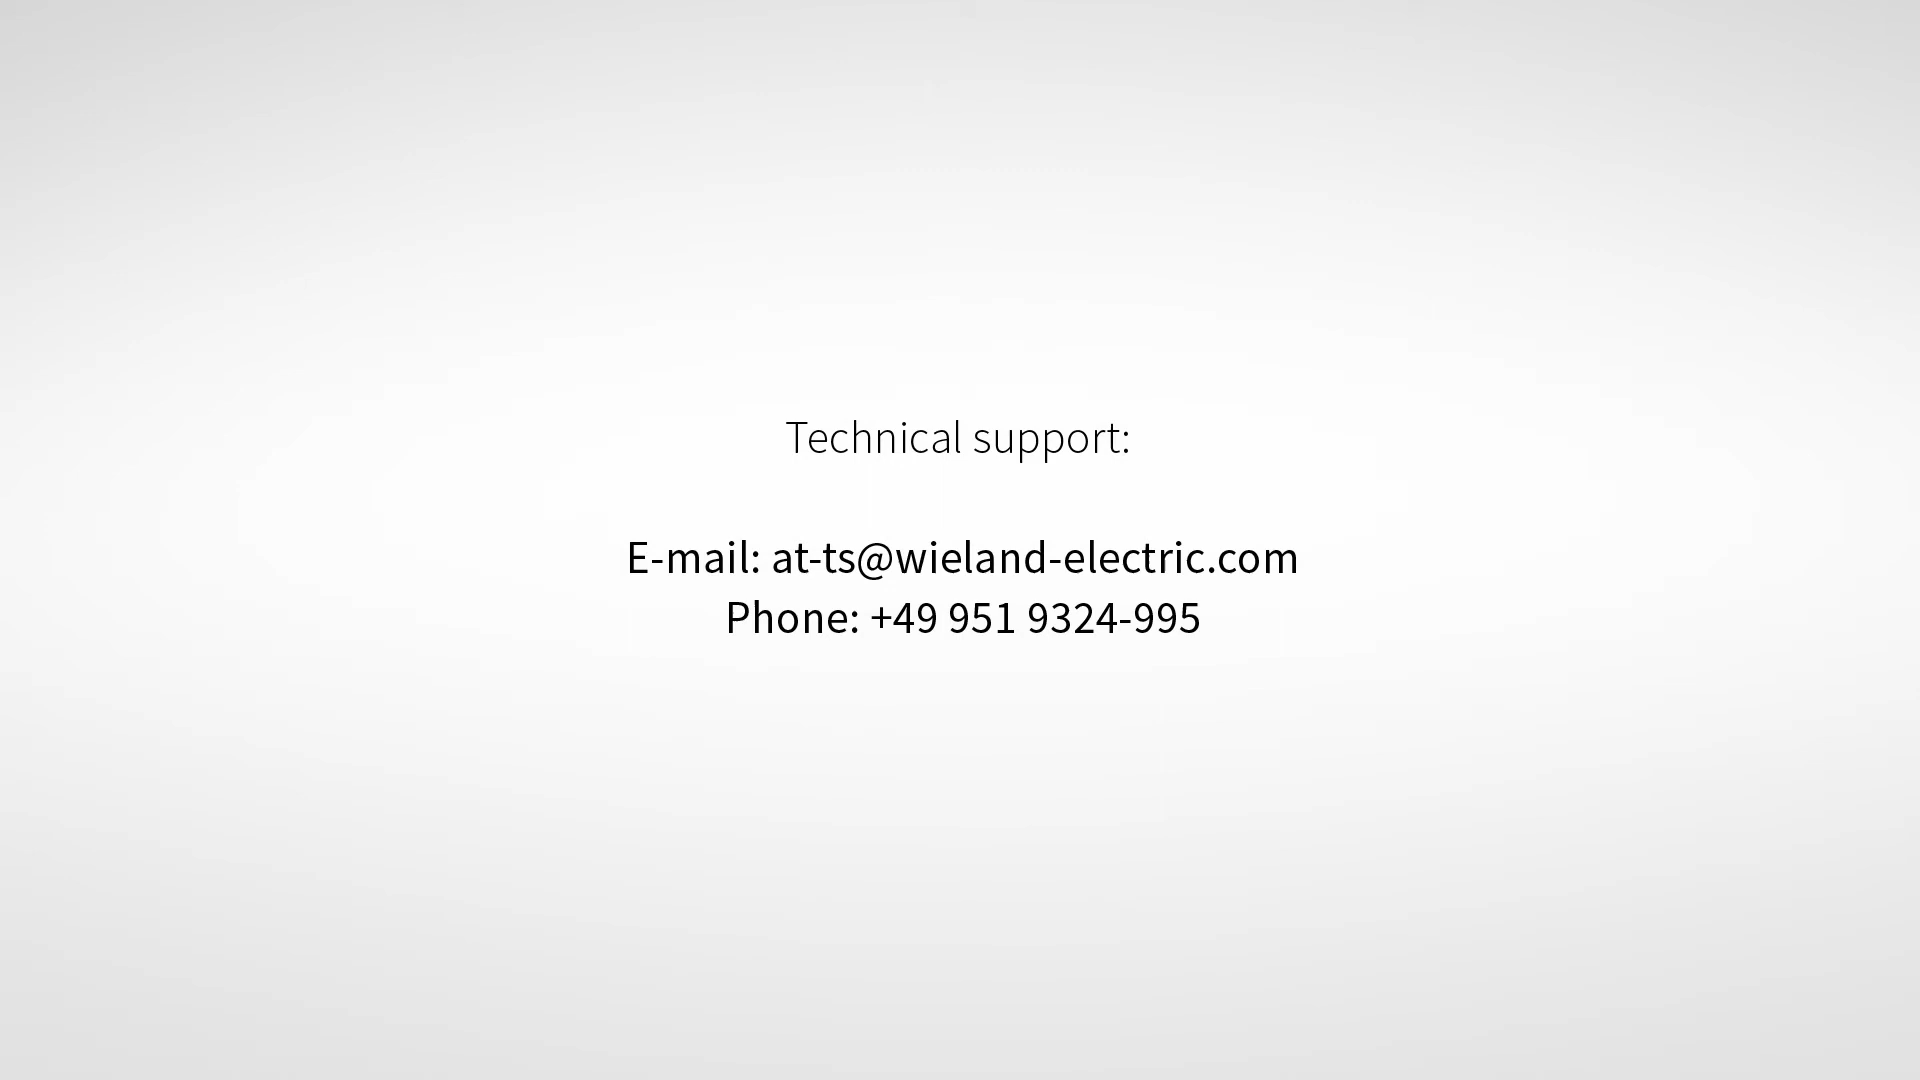 Technical support:
E-mail: at-ts@wieland-electric.com
Phone: +49 951 9324-995